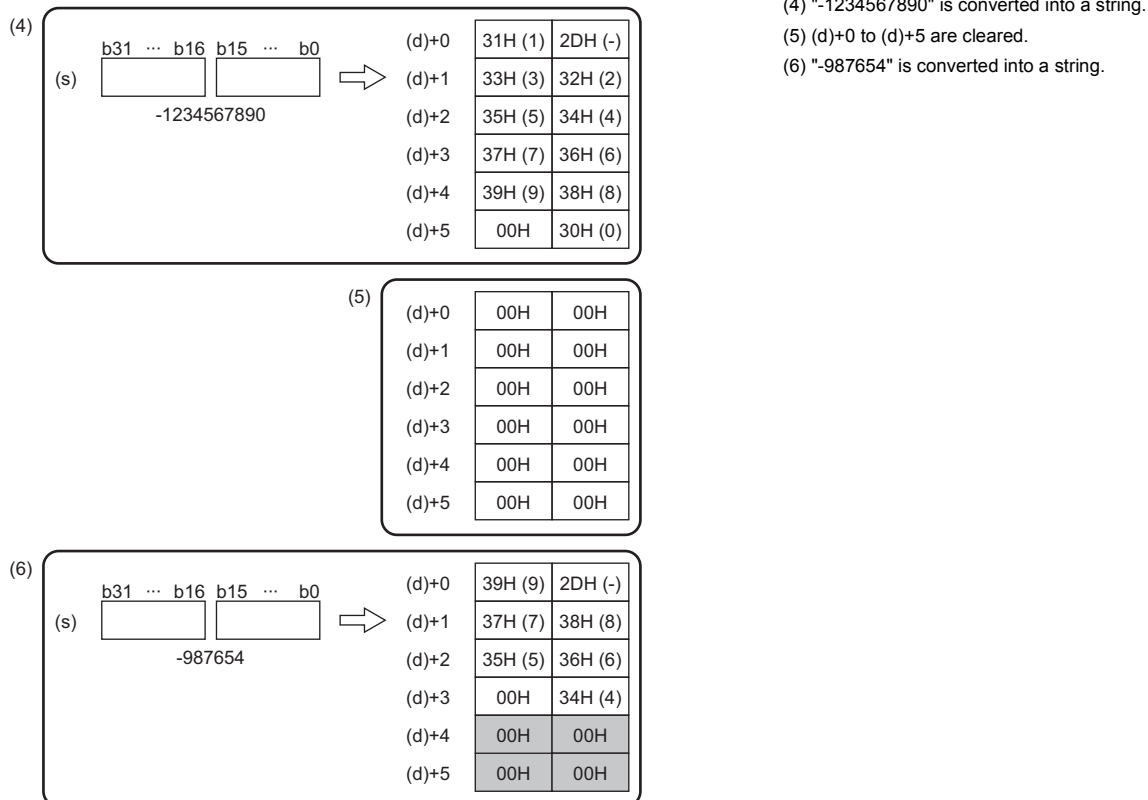 (4) "-1234567890" is converted into a string.
(5) (d)+0 to (d)+5 are cleared.
(6) "-987654" is converted into a string.
(4)
b31 ··· b16 b15 ··· b0
(s)
-1234567890
(d)+0 31H (1) 2DH (-)
(d)+1 33H (3) 32H (2)
(d)+2 35H (5) 34H (4)
(d)+3 37H (7) 36H (6)
(d)+4 39H (9) 38H (8)
(d)+5 00H 30H (0)
(5)
(d)+0 00H 00H
(d)+1 00H 00H
(d)+2 00H 00H
(d)+3 00H 00H
(d)+4 00H 00H
(d)+5 00H 00H
(6)
b31 ··· b16 b15 ··· b0
(s)
-987654
(d)+0 39H (9) 2DH (-)
(d)+1 37H (7) 38H (8)
(d)+2 35H (5) 36H (6)
(d)+3 00H 34H (4)
(d)+4 00H 00H
(d)+5 00H 00H